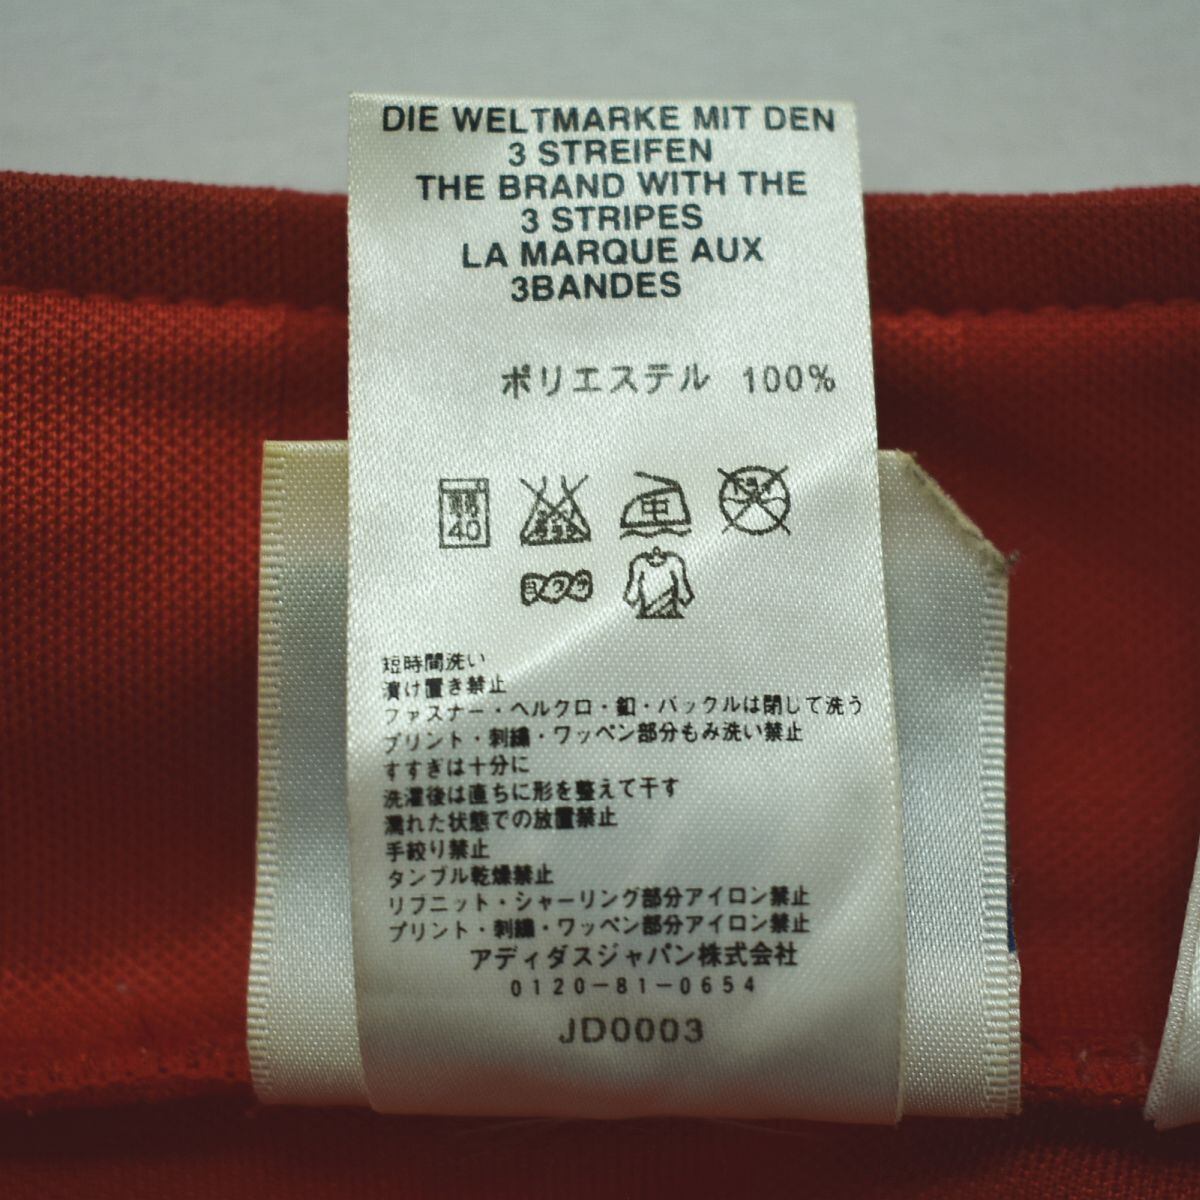 DIE WELTMARKE MIT DEN
3 STREIFEN
THE BRAND WITH THE
3 STRIPES
LA MARQUE AUX
3BANDES
ポリエステル 100%
弱
40
中
ドライ
短時間洗い
漬け置き禁止
ファスナー・ベルクロ・釦・バックルは閉じて洗う
プリント・刺繍・ワッペン部分もみ洗い禁止
すすぎは十分に
洗濯後は直ちに形を整えて干す
濡れた状態での放置禁止
手絞り禁止
タンブル乾燥禁止
リブニット・シャーリング部分アイロン禁止
プリント・刺繍・ワッペン部分アイロン禁止
アディダスジャパン株式会社
0120-81-0654
JD0003